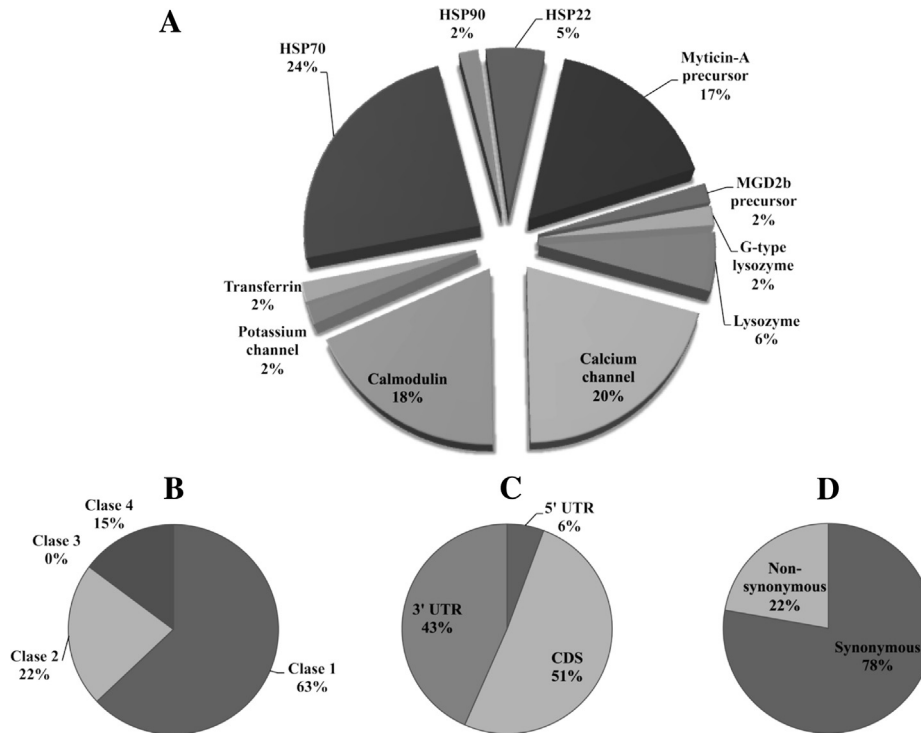 A
HSP90
2%
HSP22
5%
HSP70
24%
Myticin-A
precursor
17%
MGD2b
precursor
2%
G-type
lysozyme
2%
Lysozyme
6%
Calcium
channel
20%
Calmodulin
18%
Potassium
channel
2%
Transferrin
2%
B
Clase 4
15%
Clase 3
0%
Clase 2
22%
Clase 1
63%
C
5' UTR
6%
3' UTR
43%
CDS
51%
D
Non-
synonymous
22%
Synonymous
78%